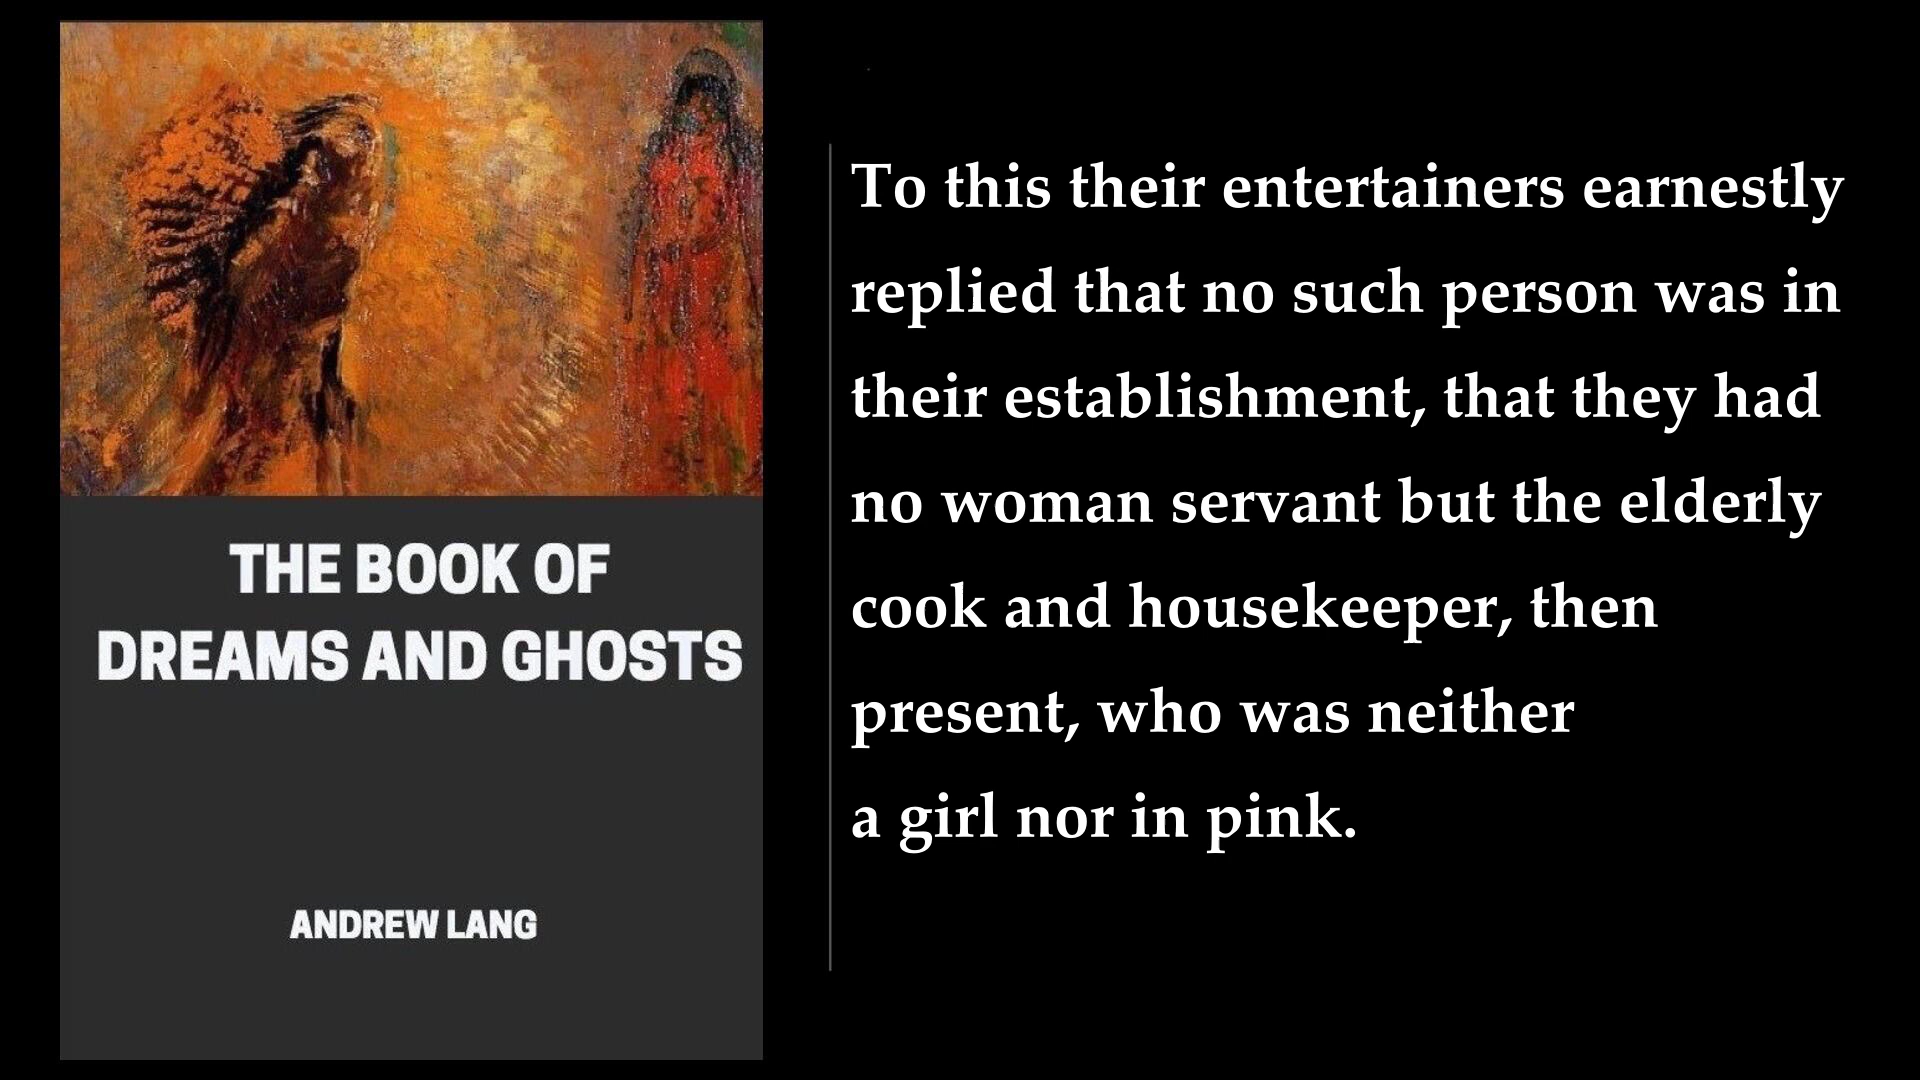 THE BOOK OF
DREAMS AND GHOSTS
ANDREW LANG
To this their entertainers earnestly
replied that no such person was in
their establishment, that they had
no woman servant but the elderly
cook and housekeeper, then
present, who was neither
a girl nor in pink.